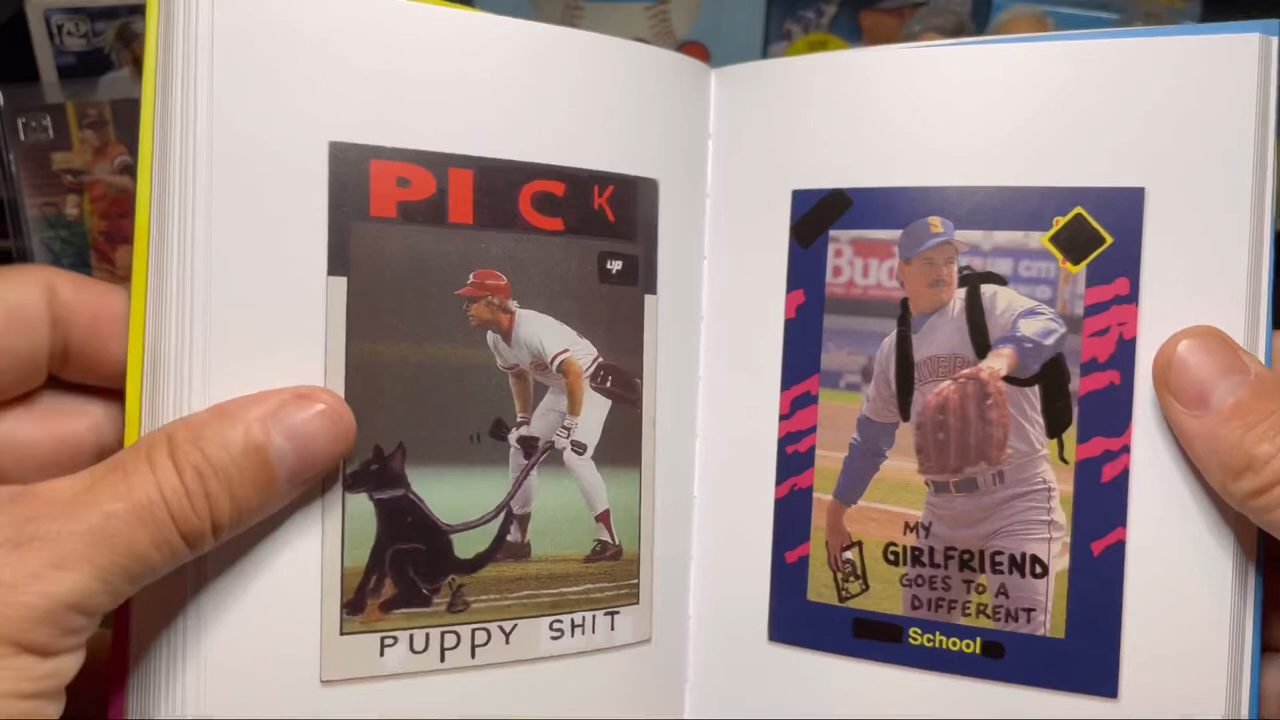 PICK
UP
PUPPY SHIT
Bud
MY
GIRLFRIEND
GOES TO A
DIFFERENT
School